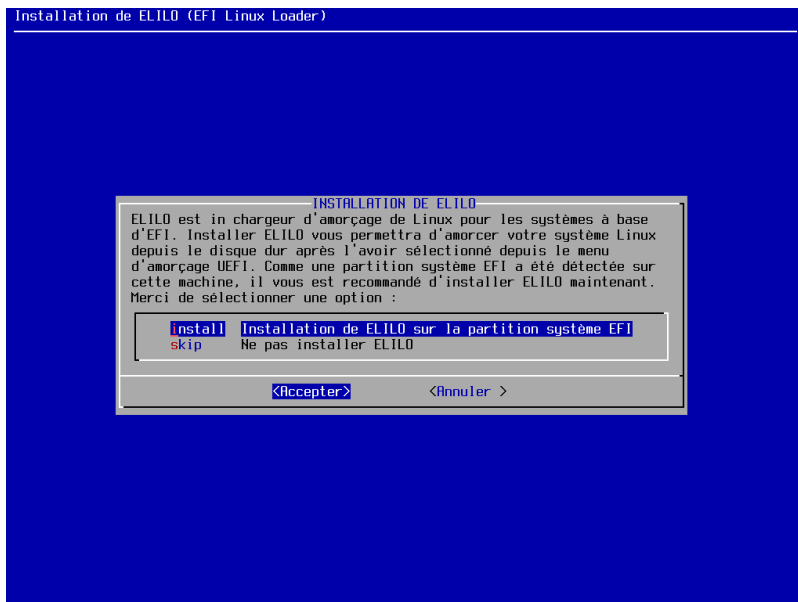 Installation de ELILO (EFI Linux Loader)
INSTALLATION DE ELILO
ELILO est in chargeur d'amorçage de Linux pour les systèmes à base
d'EFI. Installer ELILO vous permettra d'amorcer votre système Linux
depuis le disque dur après l'avoir sélectionné depuis le menu
d'amorçage UEFI. Comme une partition système EFI a été détectée sur
cette machine, il vous est recommandé d'installer ELILO maintenant.
Merci de sélectionner une option :
install Installation de ELILO sur la partition système EFI
skip Ne pas installer ELILO
<Accepter> <Annuler >